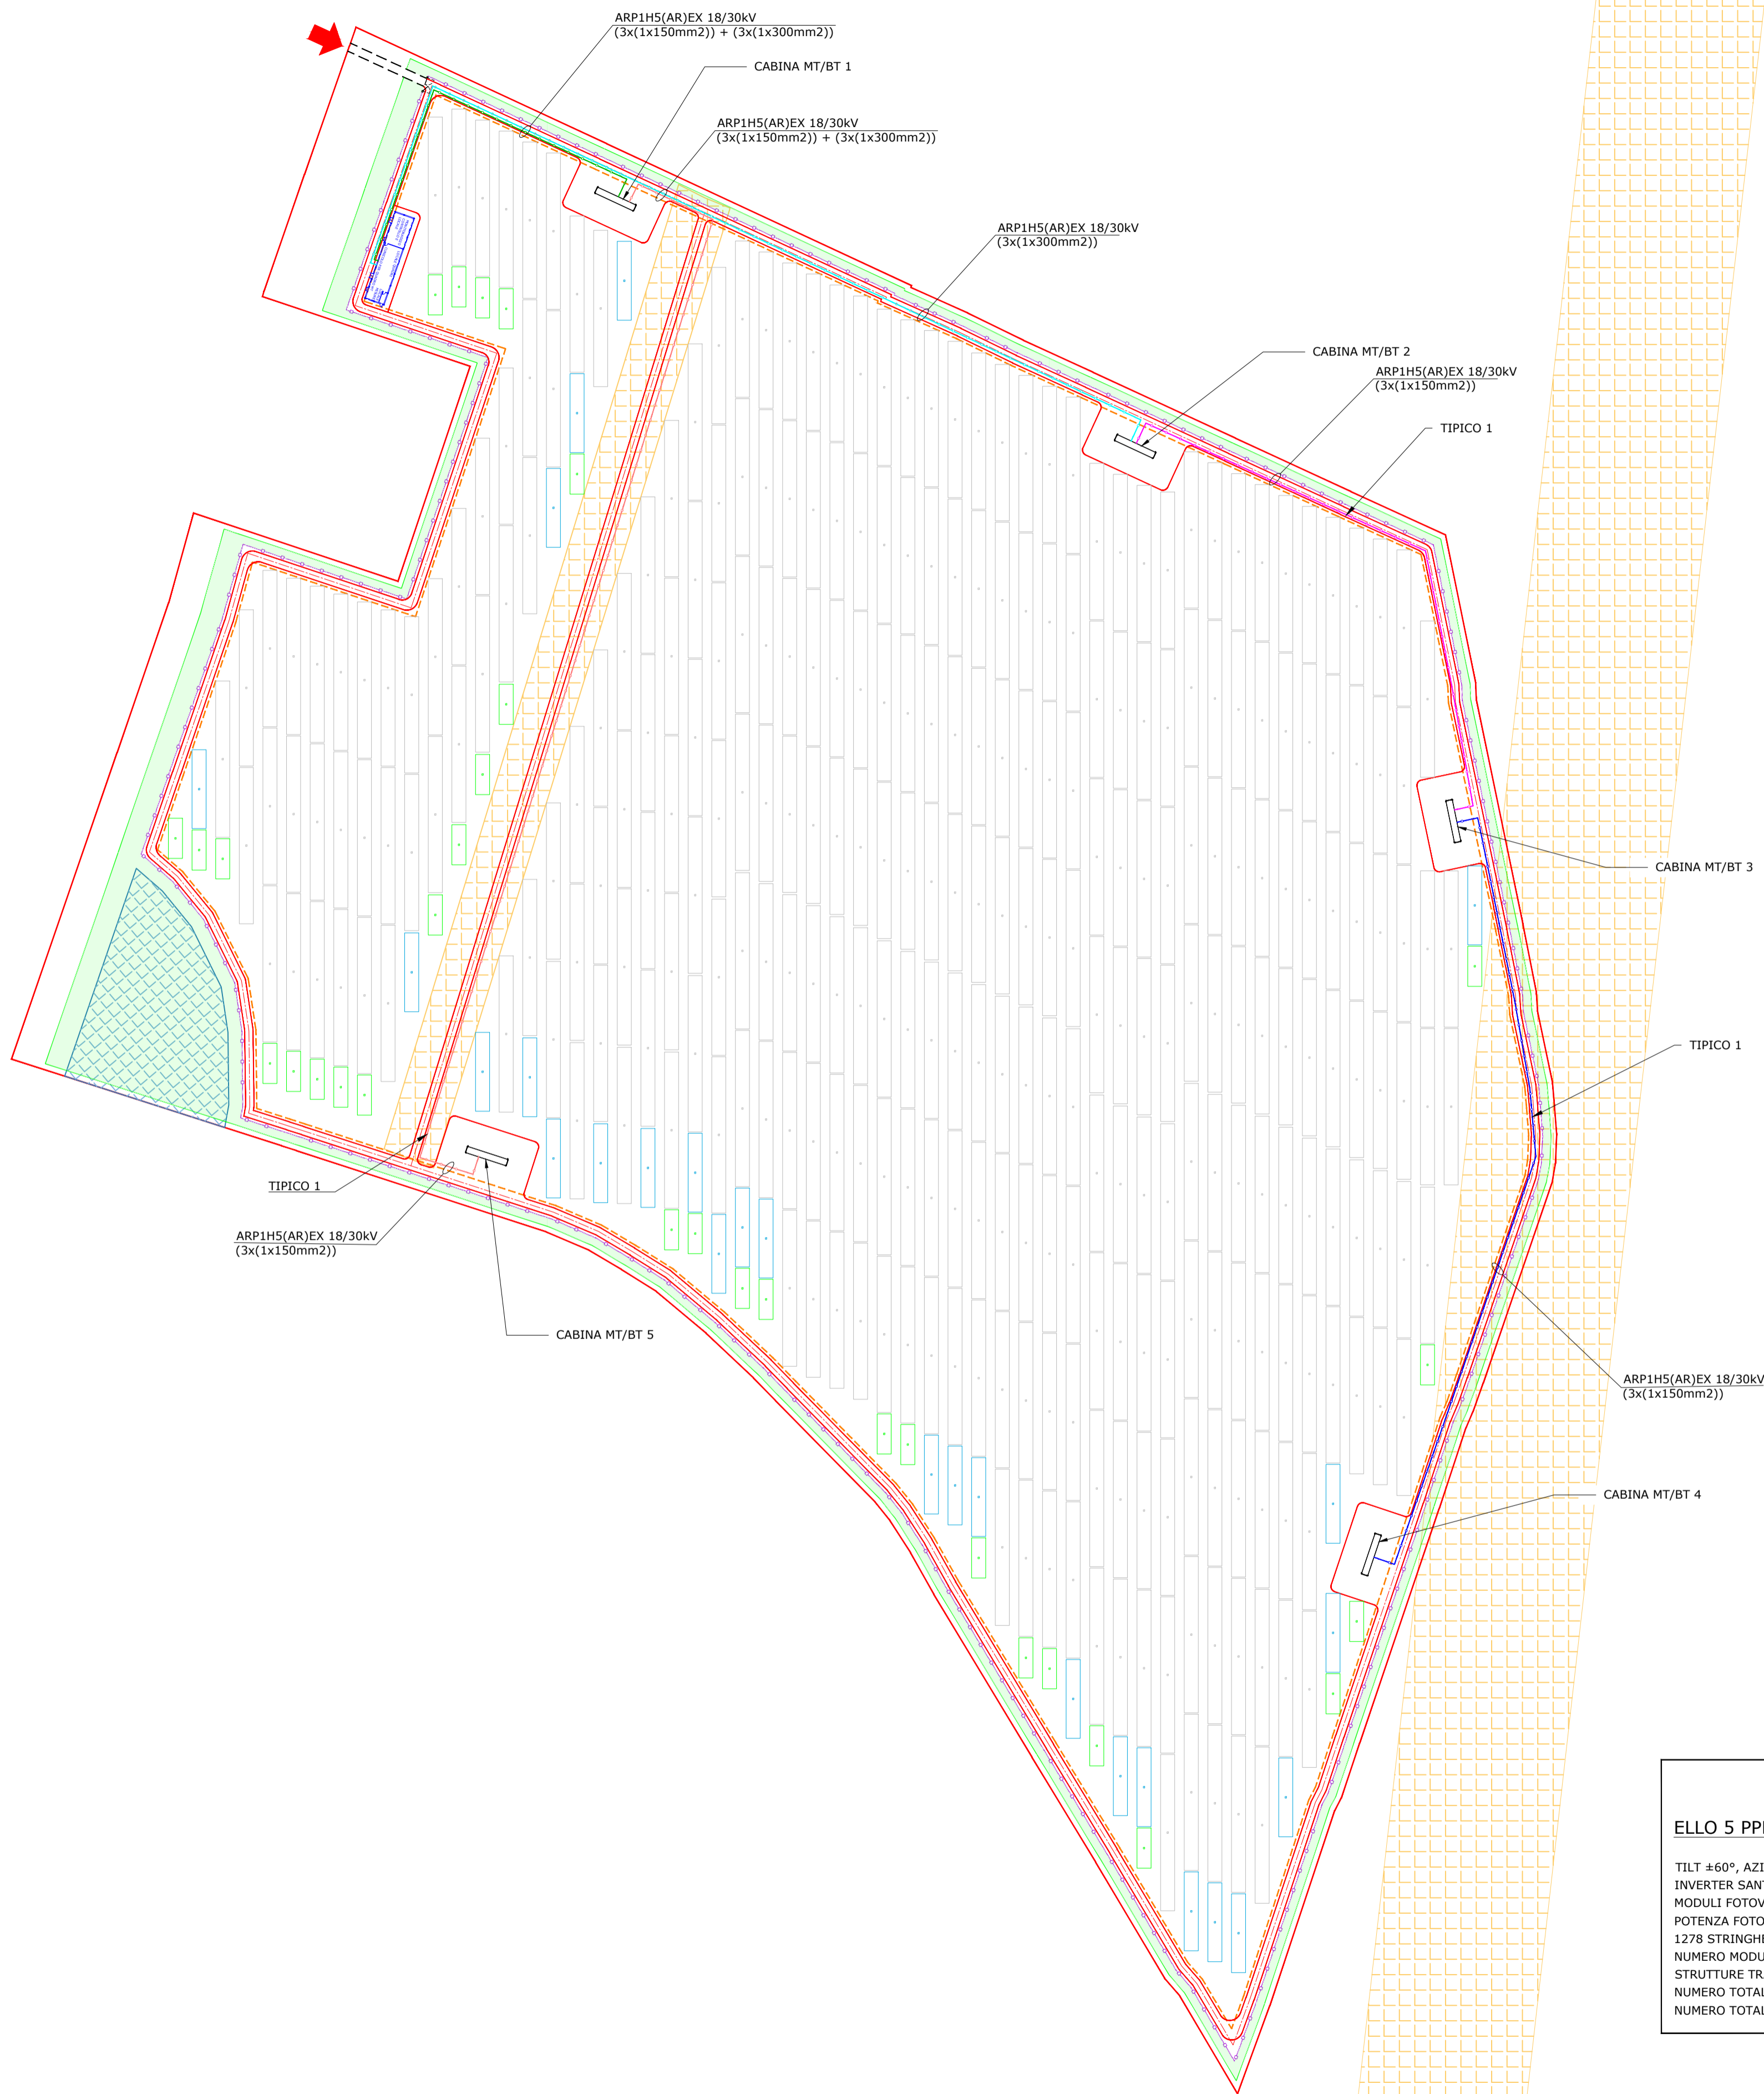 ARP1H5(AR)EX 18/30kV
(3x(1x150mm2)) + (3x(1x300mm2))
CABINA MT/BT 1
ARP1H5(AR)EX 18/30kV
(3x(1x150mm2)) + (3x(1x300mm2))
ARP1H5(AR)EX 18/30kV
(3x(1x300mm2))
CABINA MT/BT 2
ARP1H5(AR)EX 18/30kV
(3x(1x150mm2))
TIPICO 1
CABINA MT/BT 3
TIPICO 1
TIPICO 1
ARP1H5(AR)EX 18/30kV
(3x(1x150mm2))
CABINA MT/BT 5
ARP1H5(AR)EX 18/30kV
(3x(1x150mm2))
CABINA MT/BT 4
ELLO 5 PP
TILT ±60°, AZI
INVERTER SAN
MODULI FOTOV
POTENZA FOTO
1278 STRINGHE
NUMERO MODU
STRUTTURE TR
NUMERO TOTAL
NUMERO TOTAL